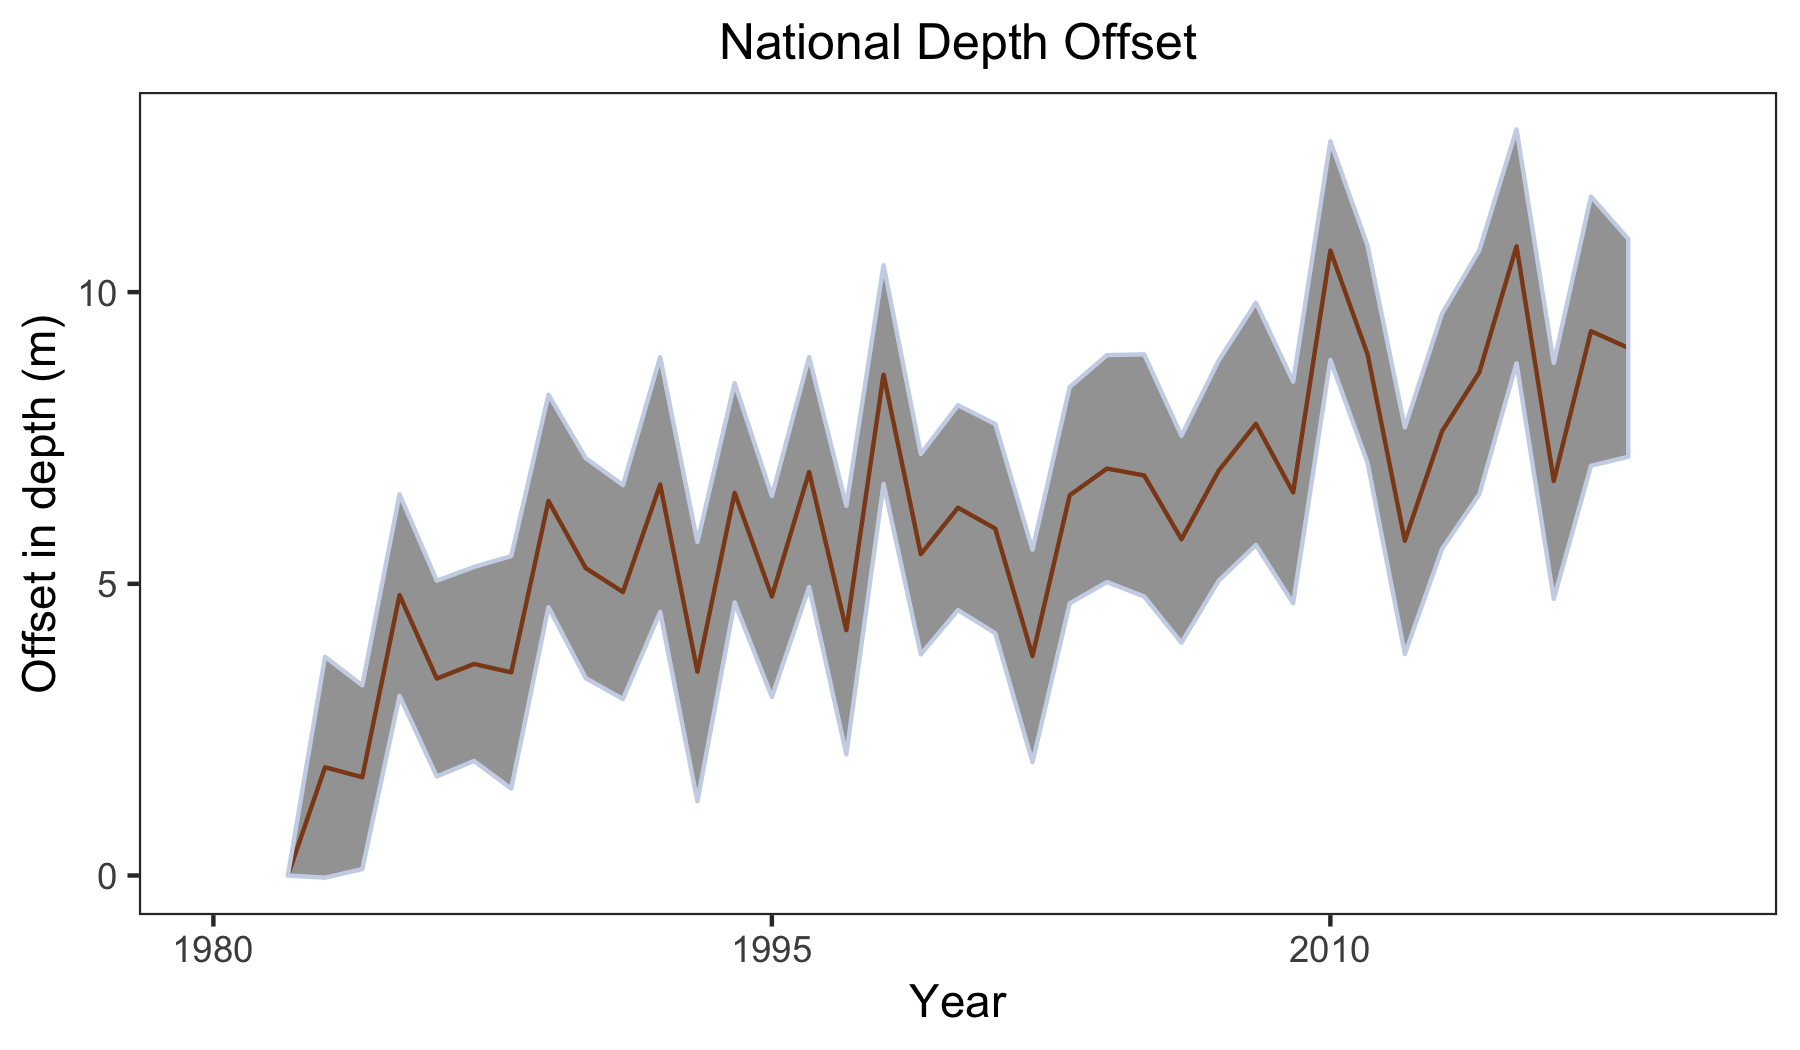 National Depth Offset
Offset in depth (m)
10
5
0
1980
1995
2010
Year